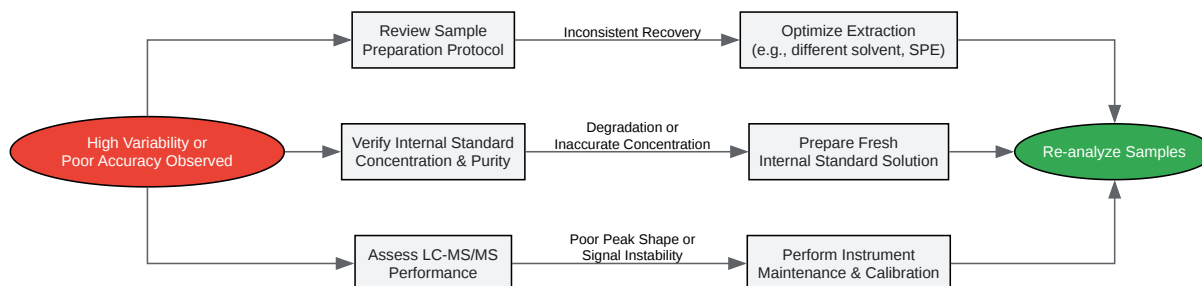 Review Sample
Preparation Protocol
Inconsistent Recovery
Optimize Extraction
(e.g., different solvent, SPE)
High Variability or
Poor Accuracy Observed
Verify Internal Standard
Concentration & Purity
Degradation or
Inaccurate Concentration
Prepare Fresh
Internal Standard Solution
Re-analyze Samples
Assess LC-MS/MS
Performance
Poor Peak Shape or
Signal Instability
Perform Instrument
Maintenance & Calibration